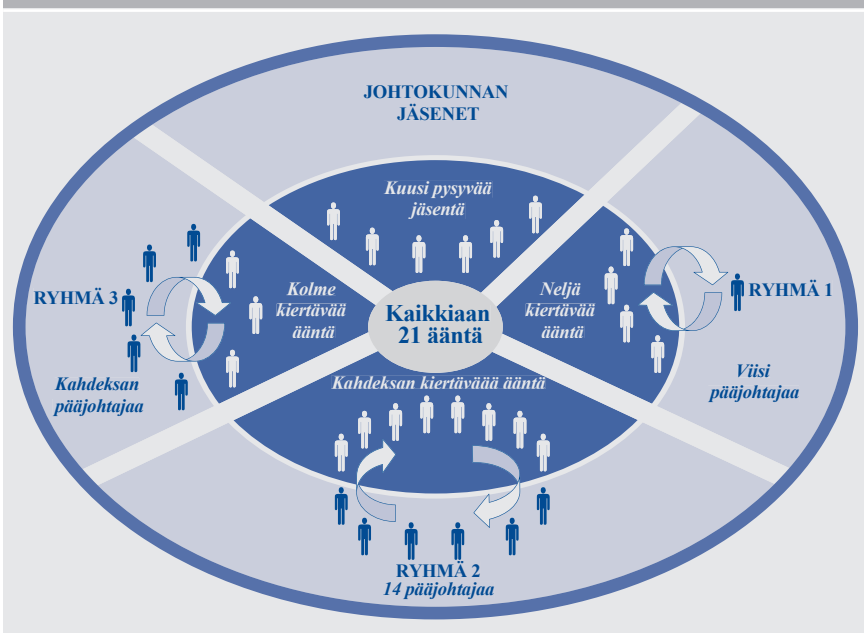 JOHTOKUNNAN
JÄSENET
Kuusi pysyvää
jäsentä
RYHMÄ 3
Kolme
kiertävää
ääntä
Kaikkiaan
21 ääntä
Neljä
kiertävää
ääntä
RYHMÄ 1
Kahdeksan
pääjohtajaa
Kahdeksan kiertäväää ääntä
Viisi
pääjohtajaa
RYHMÄ 2
14 pääjohtajaa